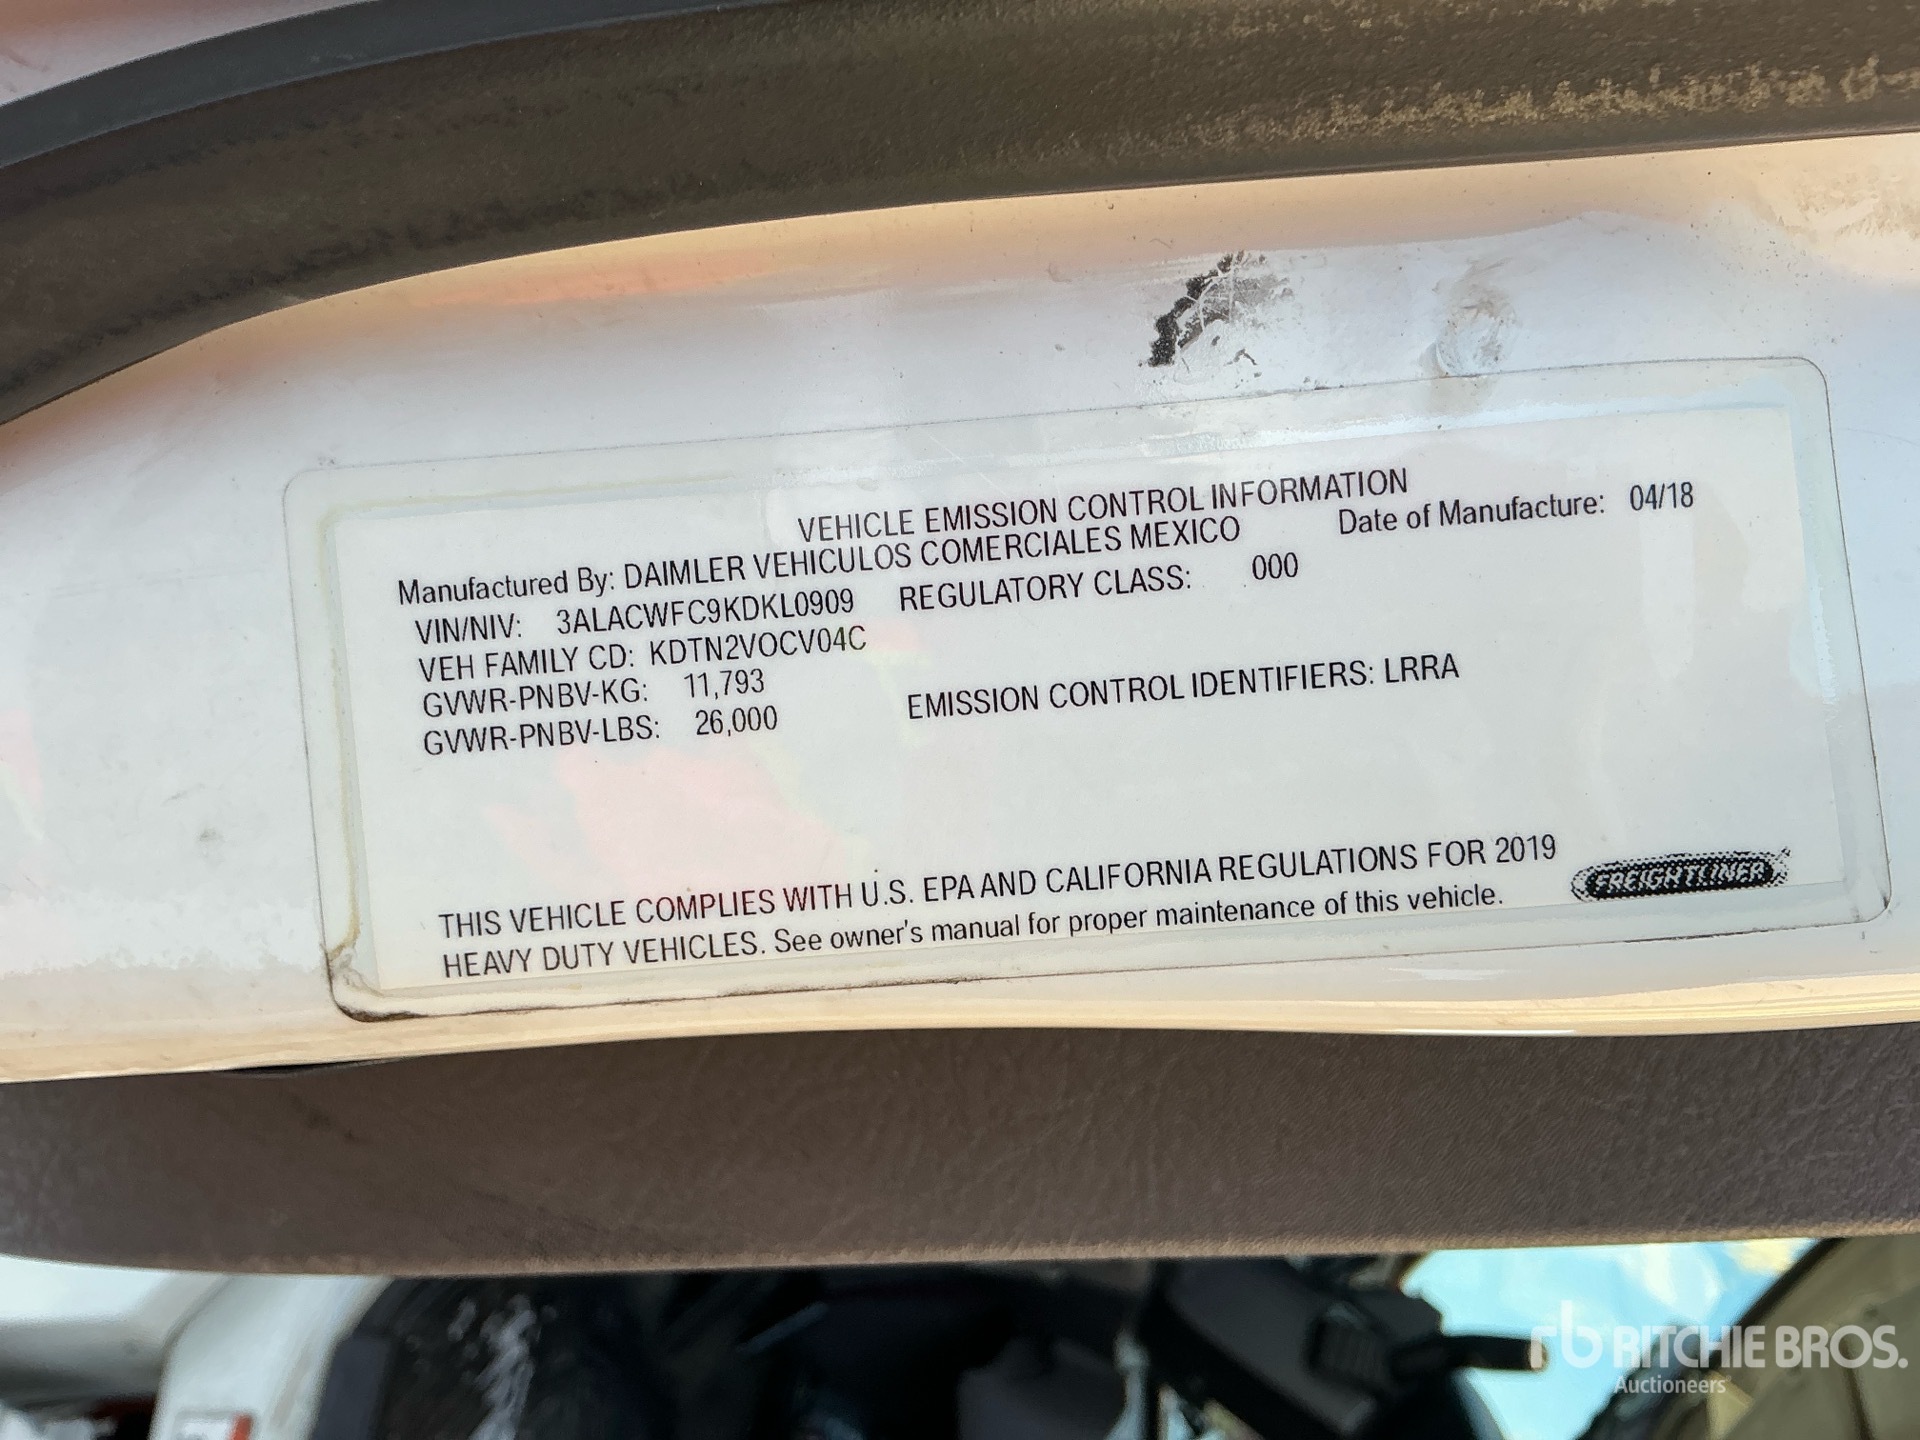 VEHICLE EMISSION CONTROL INFORMATION
Manufactured By: DAIMLER VEHICULOS COMERCIALES MEXICO Date of Manufacture: 04/18
VIN/NIV: 3ALACWFC9KDKL0909 REGULATORY CLASS: 000
VEH FAMILY CD: KDTN2VOCV04C
GVWR-PNBV-KG: 11,793 EMISSION CONTROL IDENTIFIERS: LRRA
GVWR-PNBV-LBS: 26,000
THIS VEHICLE COMPLIES WITH U.S. EPA AND CALIFORNIA REGULATIONS FOR 2019
HEAVY DUTY VEHICLES. See owner's manual for proper maintenance of this vehicle.
FREIGHTLINER
rb RITCHIE BROS.
Auctioneers